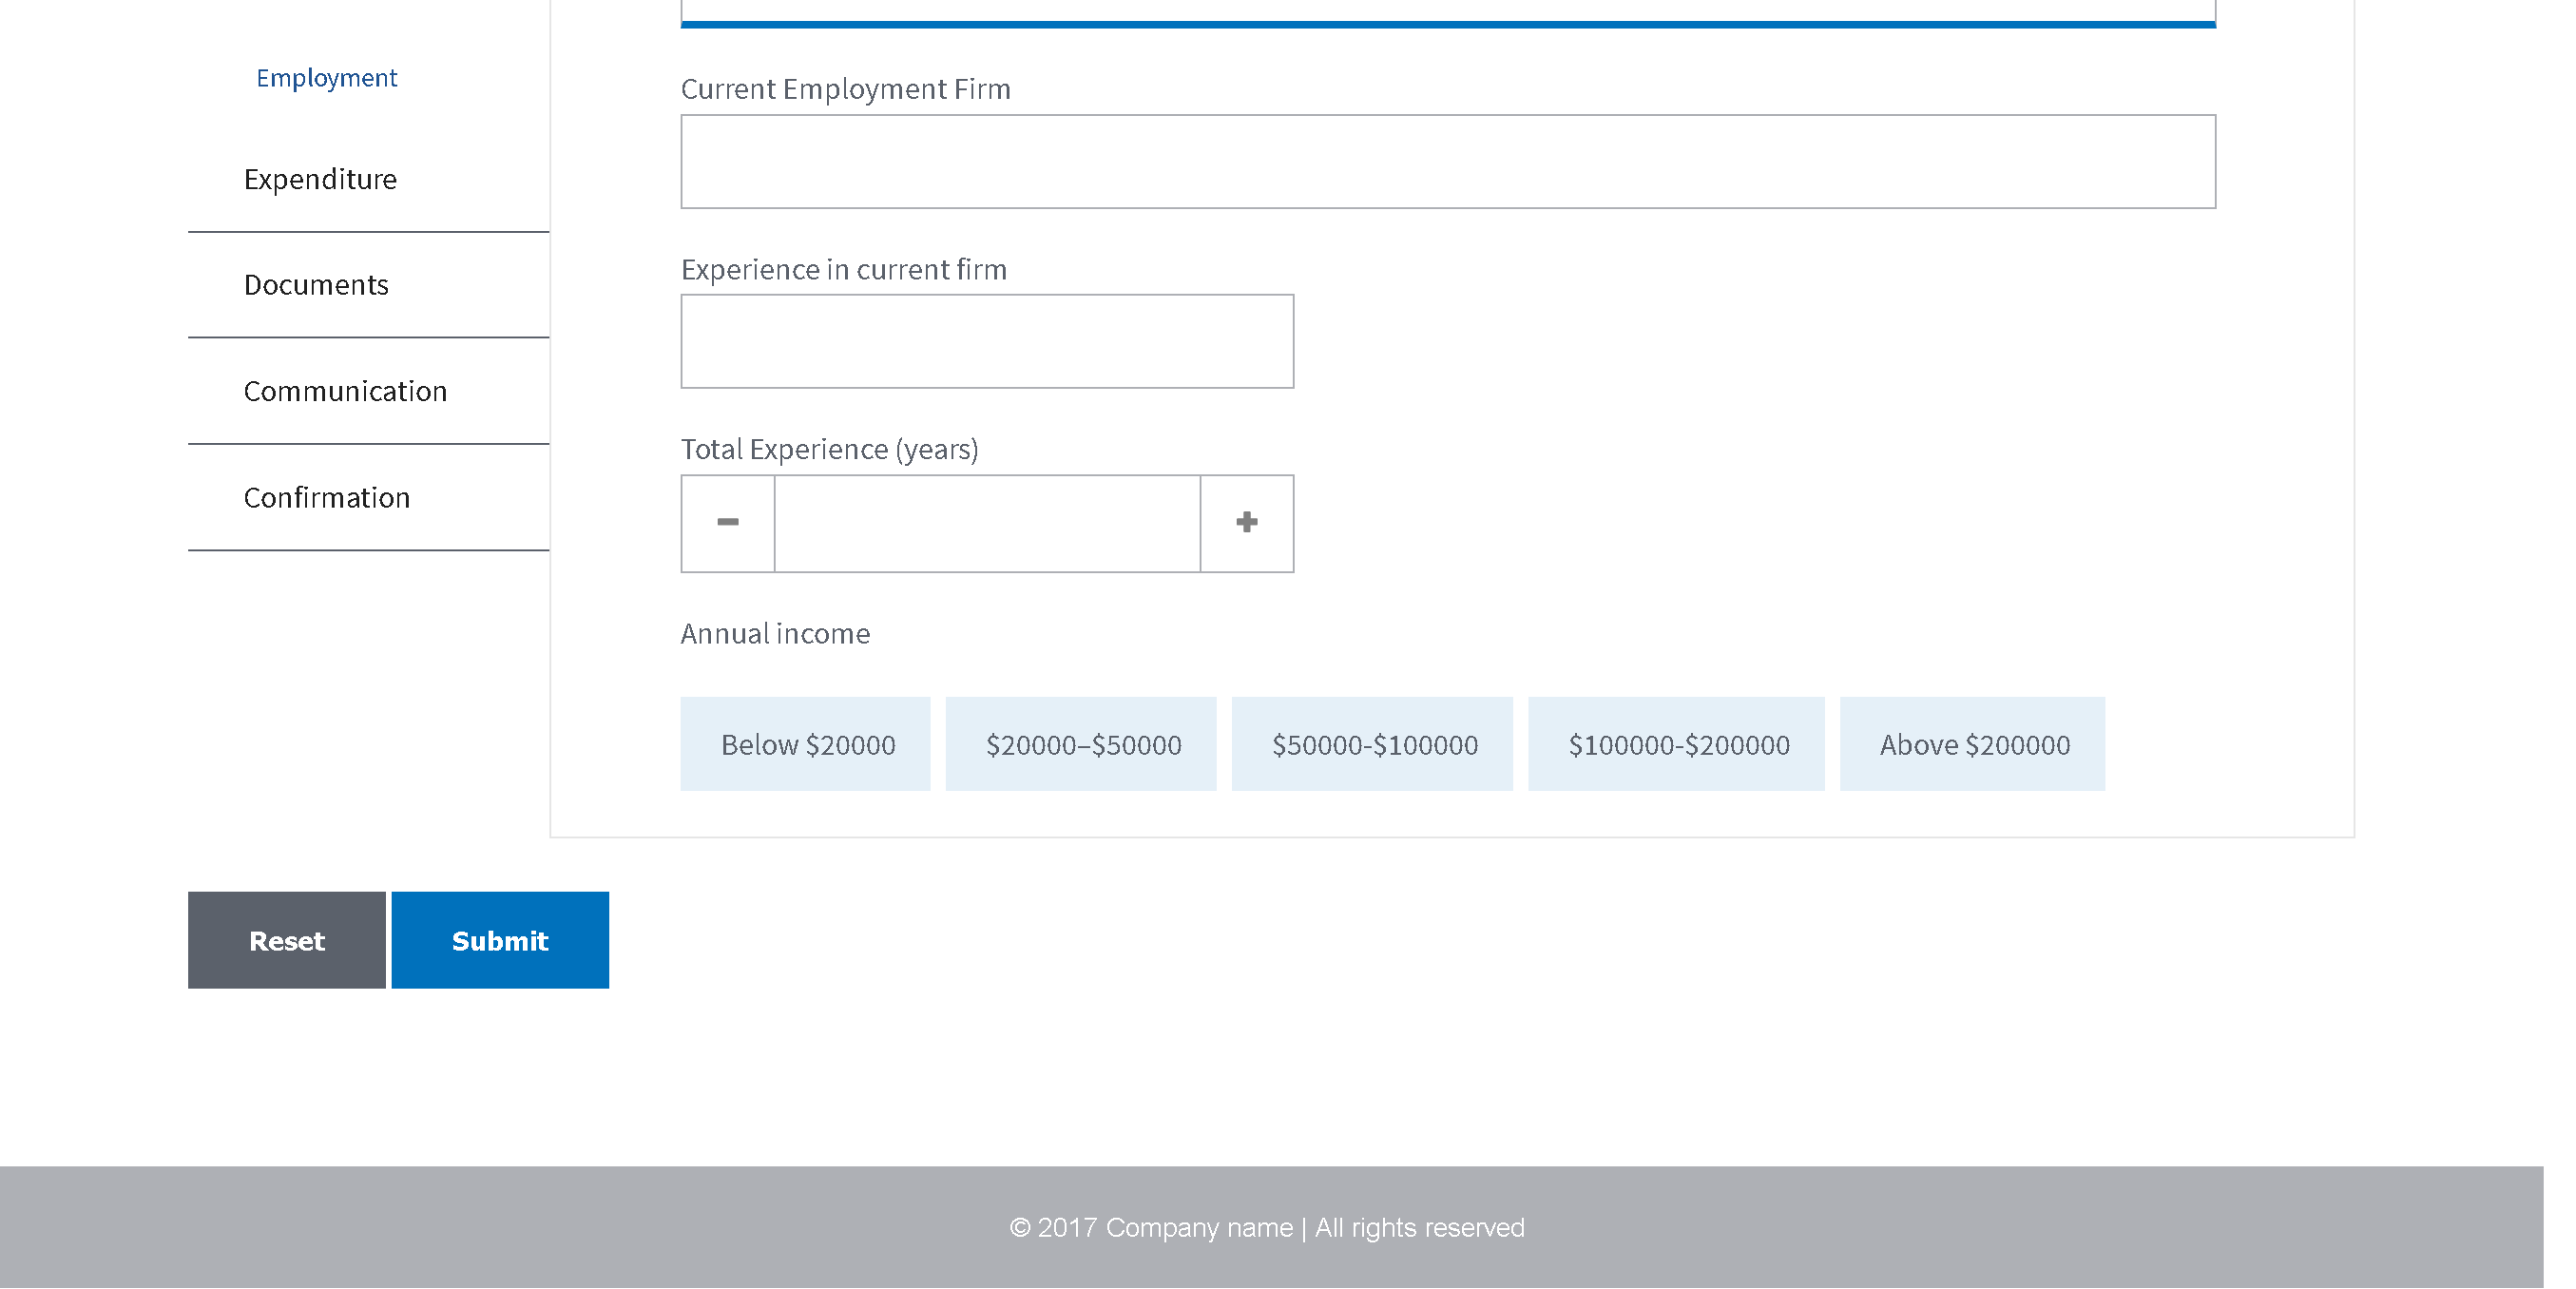 Employment
Expenditure
Documents
Communication
Confirmation
Current Employment Firm
Experience in current firm
Total Experience (years)
Annual income
Below $20000
$20000–$50000
$50000-$100000
$100000-$200000
Above $200000
Reset
Submit
© 2017 Company name | All rights reserved